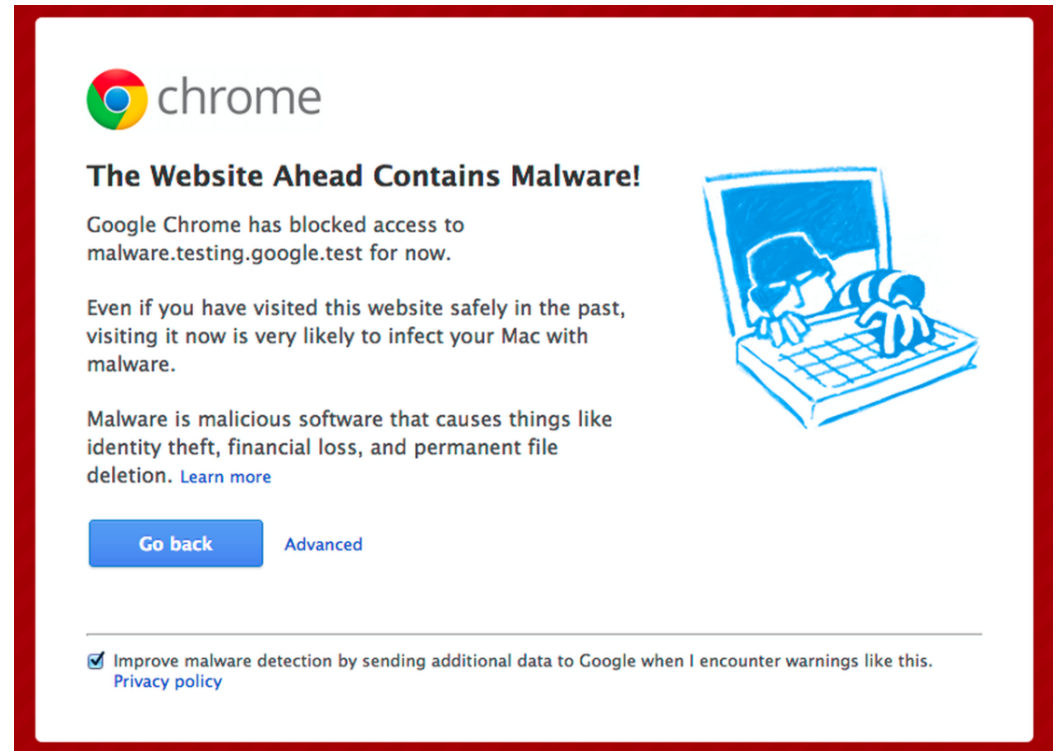 chrome
The Website Ahead Contains Malware!
Google Chrome has blocked access to
malware.testing.google.test for now.
Even if you have visited this website safely in the past,
visiting it now is very likely to infect your Mac with
malware.
Malware is malicious software that causes things like
identity theft, financial loss, and permanent file
deletion. Learn more
Go back Advanced
Improve malware detection by sending additional data to Google when I encounter warnings like this.
Privacy policy